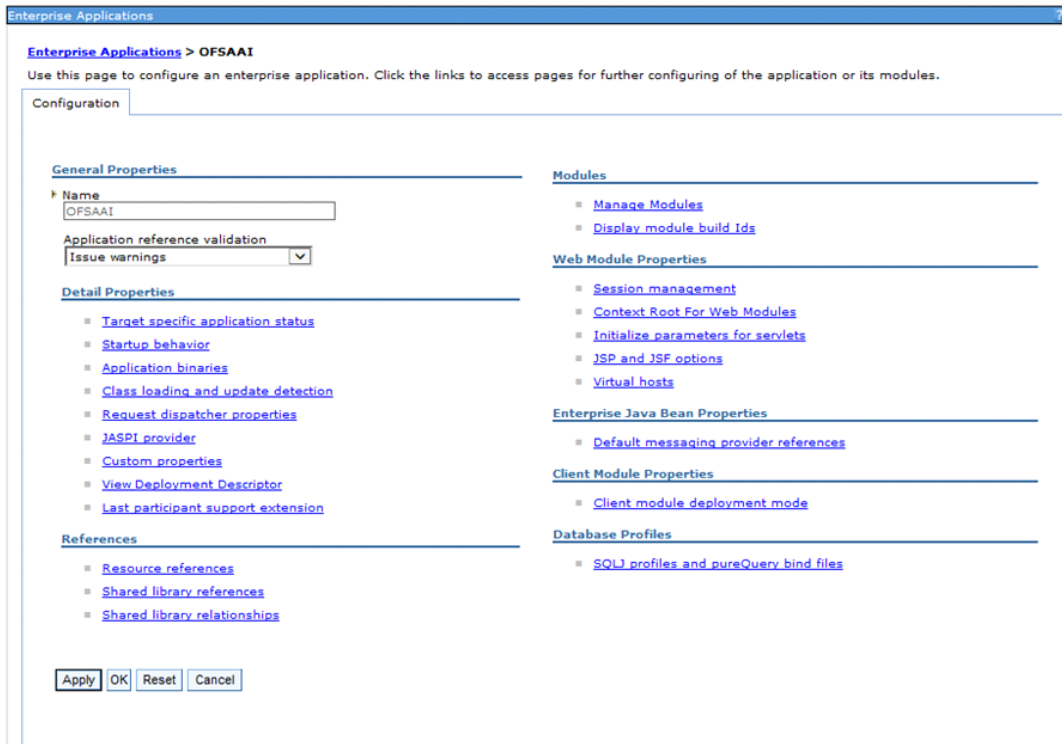 Enterprise Applications
?
Enterprise Applications > OFSAAI
Use this page to configure an enterprise application. Click the links to access pages for further configuring of the application or its modules.
Configuration
General Properties
Name
OFSAAI
Application reference validation
Issue warnings
Detail Properties
Target specific application status
Startup behavior
Application binaries
Class loading and update detection
Request dispatcher properties
JASPI provider
Custom properties
View Deployment Descriptor
Last participant support extension
References
Resource references
Shared library references
Shared library relationships
Modules
Manage Modules
Display module build Ids
Web Module Properties
Session management
Context Root For Web Modules
Initialize parameters for servlets
JSP and JSF options
Virtual hosts
Enterprise Java Bean Properties
Default messaging provider references
Client Module Properties
Client module deployment mode
Database Profiles
SQLJ profiles and pureQuery bind files
Apply OK Reset Cancel